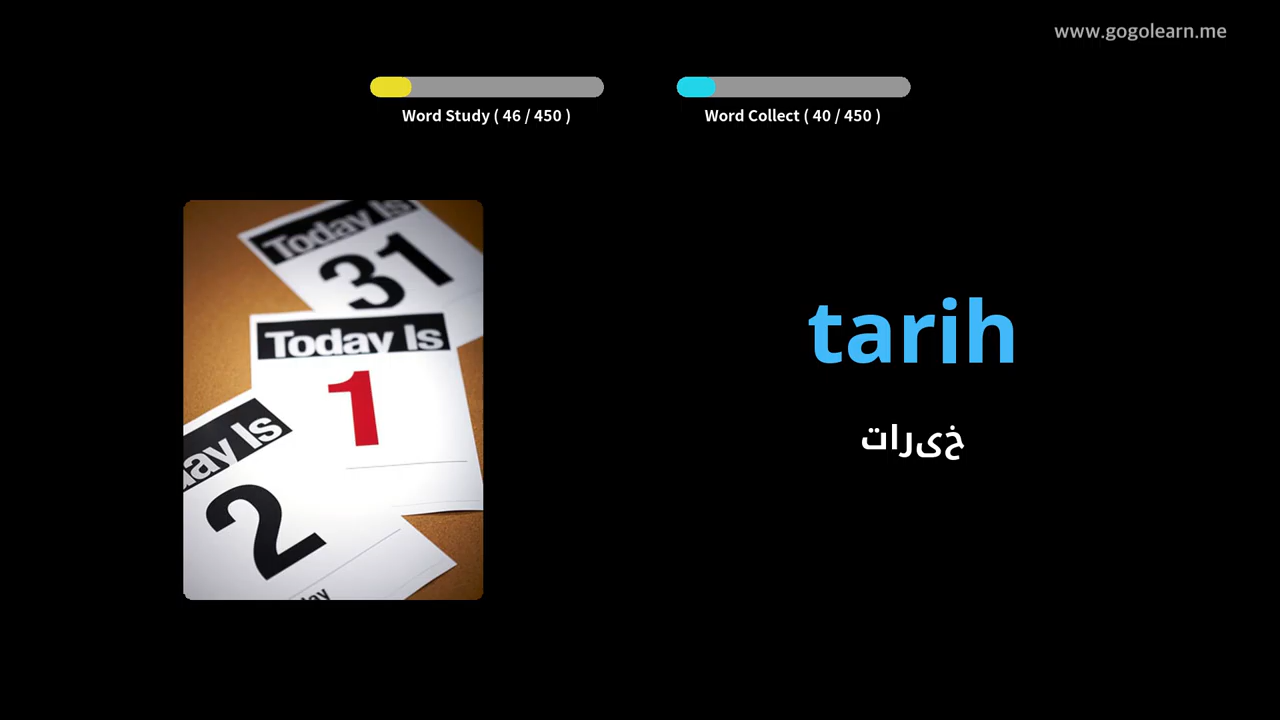 www.gogolearn.me
Word Study ( 46 / 450 )
Word Collect ( 40 / 450 )
Today Is
31
Today Is
1
ay Is
2
tarih
خیرات